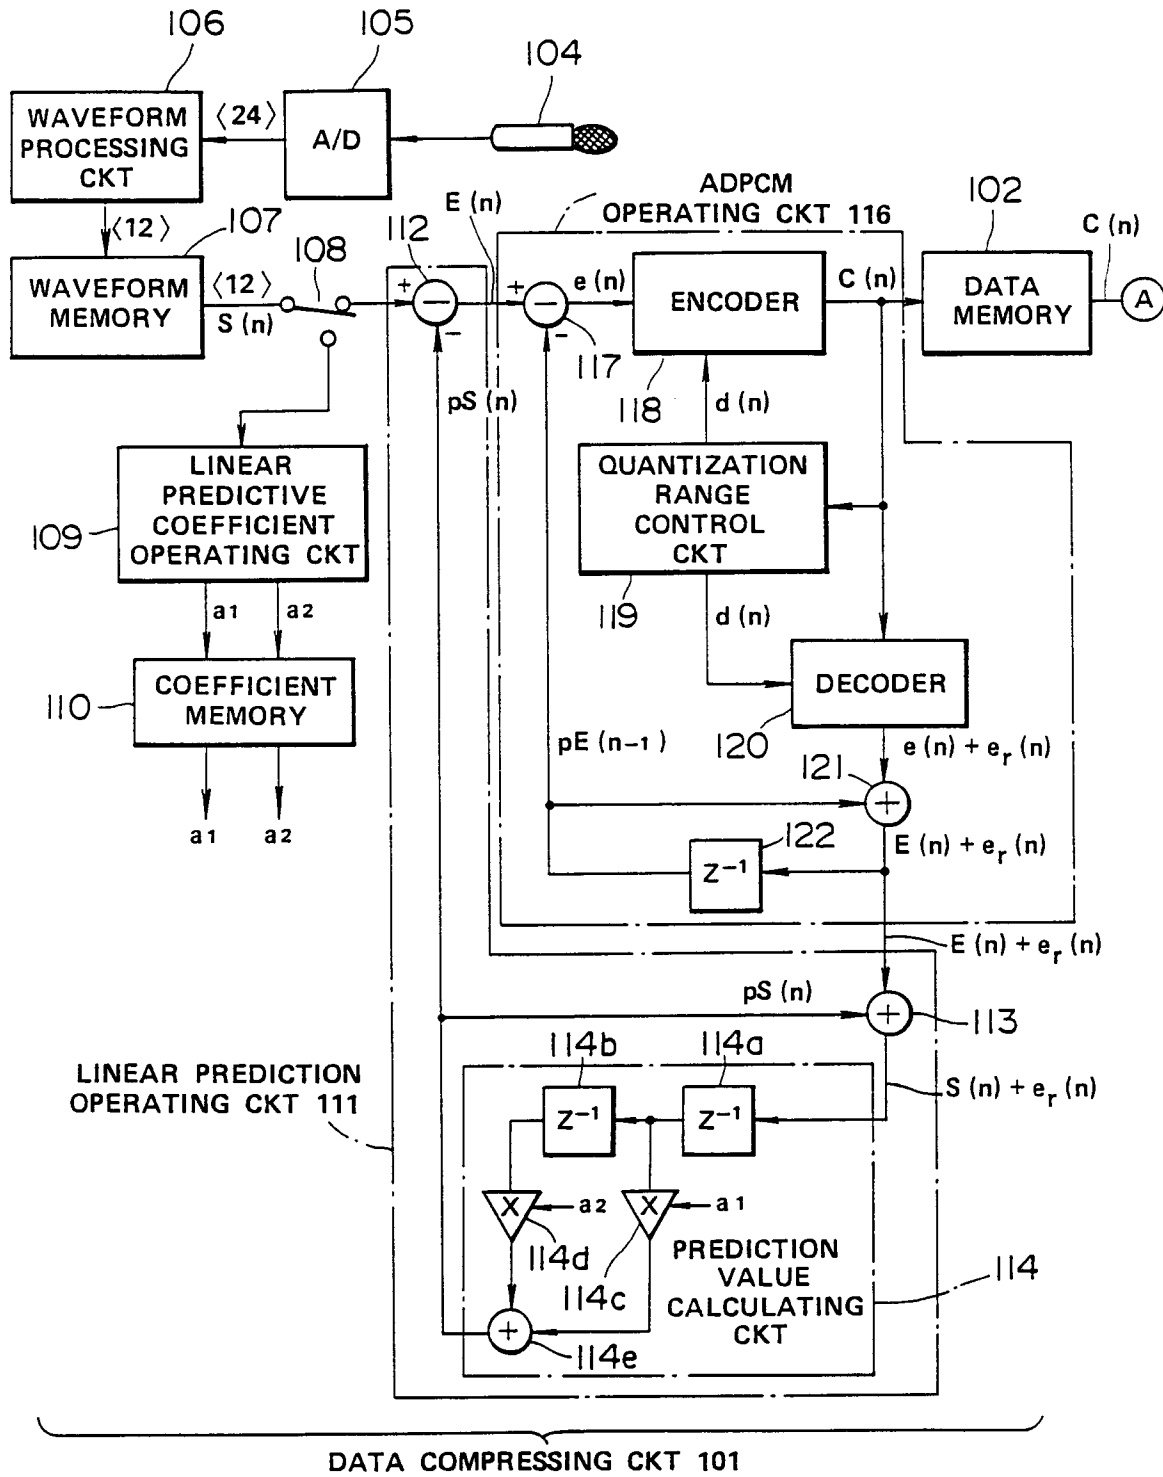 106
105
104
WAVEFORM
PROCESSING
CKT
⟨24⟩
A/D
⟨12⟩
107
WAVEFORM
MEMORY
⟨12⟩
S (n)
108
112
+
−
-
E (n)
ADPCM
OPERATING CKT 116
+
−
-
117
e (n)
ENCODER
118
C (n)
102
DATA
MEMORY
C (n)
A
pS (n)
d (n)
LINEAR
PREDICTIVE
COEFFICIENT
OPERATING CKT
109
QUANTIZATION
RANGE
CONTROL
CKT
119
a1
a2
d (n)
COEFFICIENT
MEMORY
110
DECODER
120
pE (n-1)
e (n) + er (n)
121
+
a1
a2
122
Z-1
E (n) + er (n)
E (n) + er (n)
pS (n)
+
113
114b
114a
LINEAR PREDICTION
OPERATING CKT 111
S (n) + er (n)
Z-1
Z-1
X
a2
X
a1
114d
114c
PREDICTION
VALUE
CALCULATING
CKT
114
+
114e
DATA COMPRESSING CKT 101